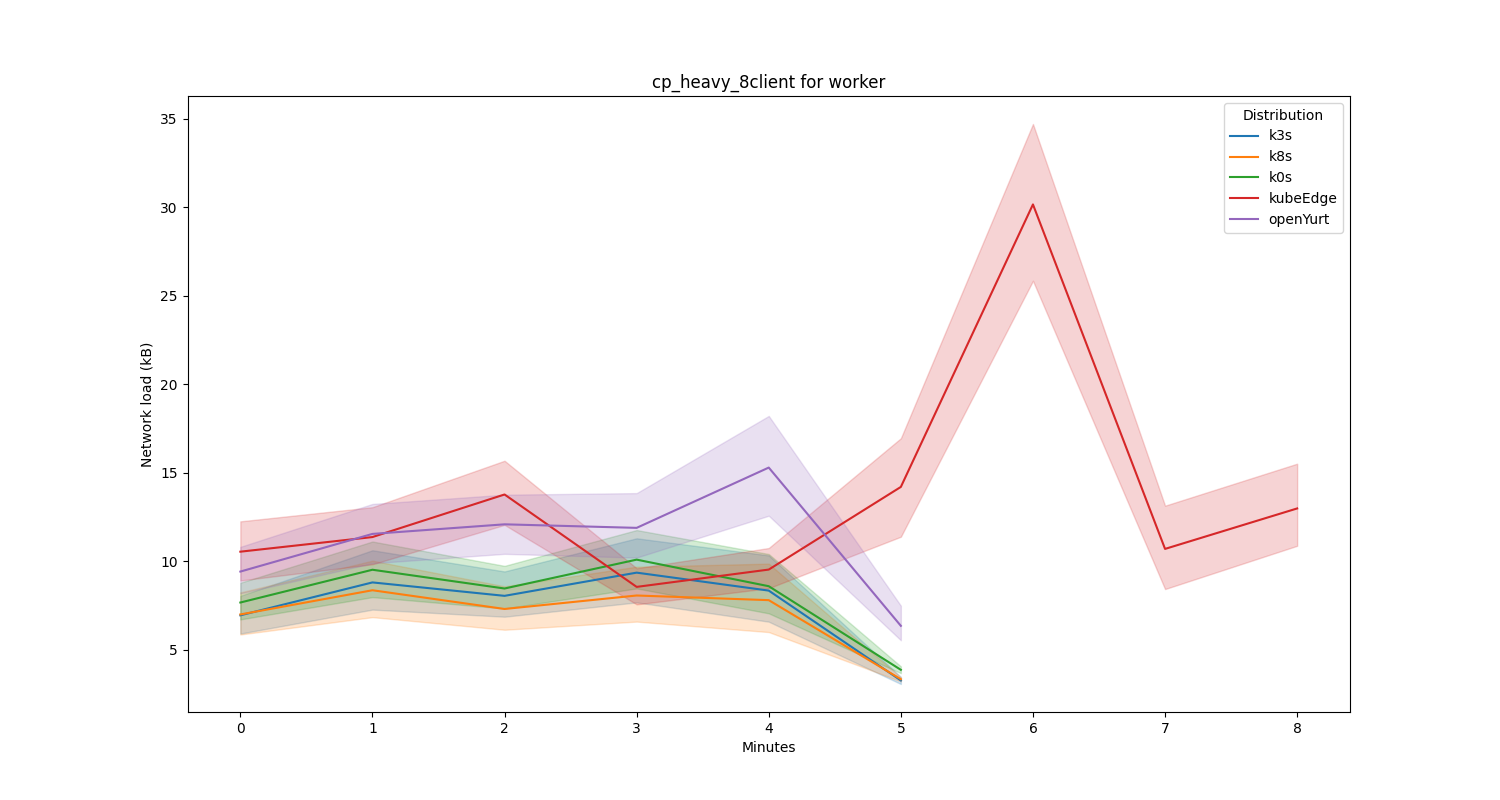 cp_heavy_8client for worker
Network load (kB)
35
30
25
20
15
10
5
Distribution
k3s
k8s
k0s
kubeEdge
openYurt
0 1 2 3 4 5 6 7 8
Minutes